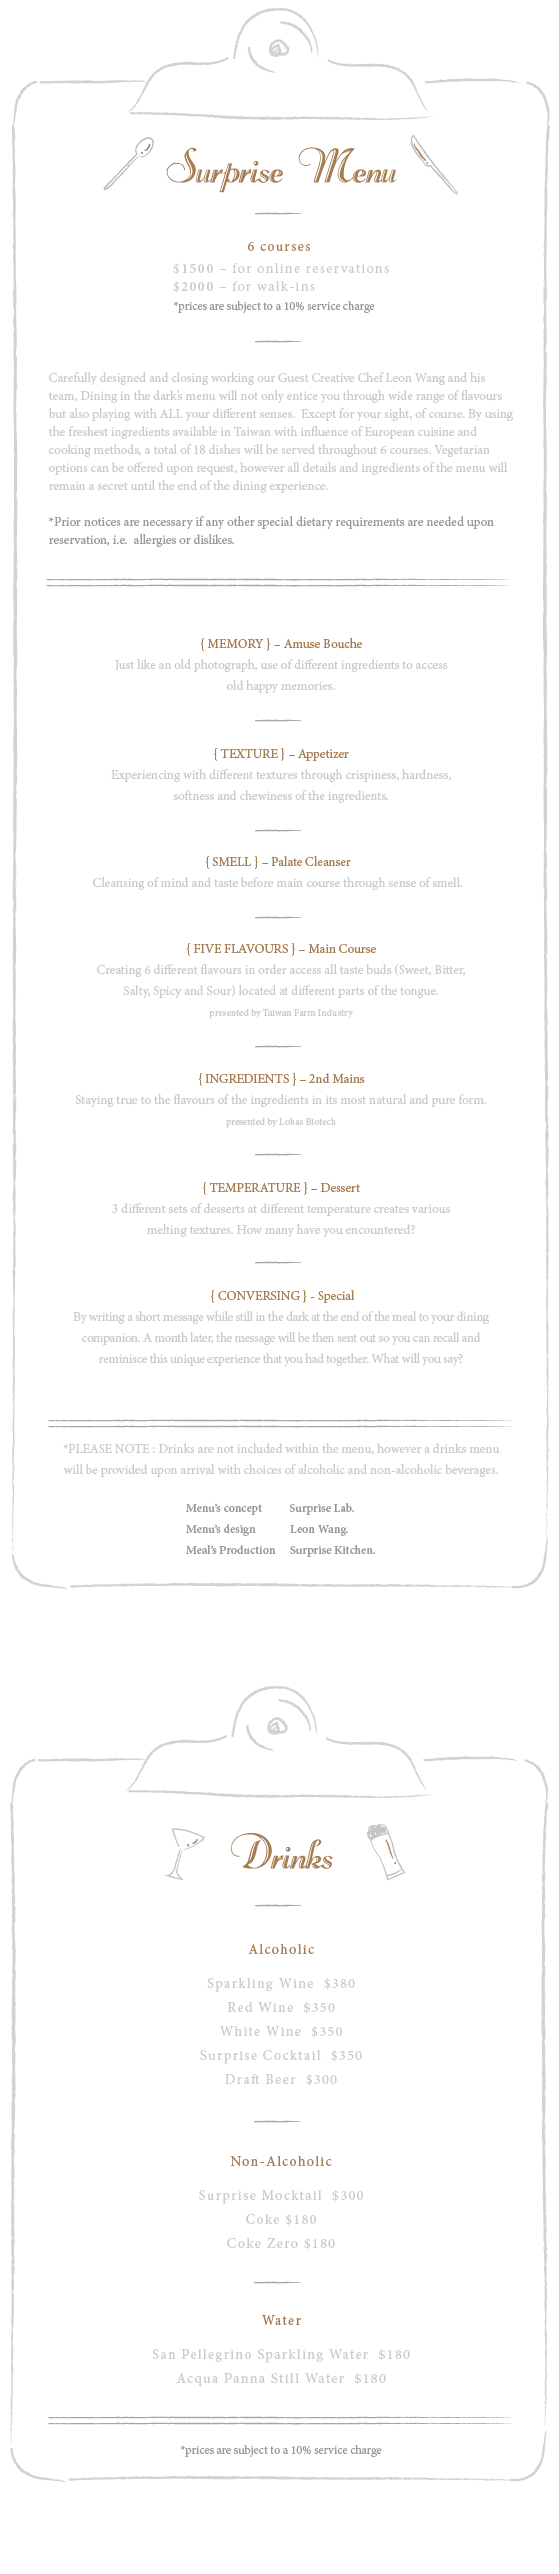 Surprise Menu
6 courses
$1500 – for online reservations
$2000 – for walk-ins
*prices are subject to a 10% service charge
Carefully designed and closing working our Guest Creative Chef Leon Wang and his
team, Dining in the dark's menu will not only entice you through wide range of flavours
but also playing with ALL your different senses.  Except for your sight, of course. By using
the freshest ingredients available in Taiwan with influence of European cuisine and
cooking methods, a total of 18 dishes will be served throughout 6 courses. Vegetarian
options can be offered upon request, however all details and ingredients of the menu will
remain a secret until the end of the dining experience.
*Prior notices are necessary if any other special dietary requirements are needed upon
reservation, i.e.  allergies or dislikes.
{ MEMORY } – Amuse Bouche
Just like an old photograph, use of different ingredients to access
old happy memories.
{ TEXTURE } – Appetizer
Experiencing with different textures through crispiness, hardness,
softness and chewiness of the ingredients.
{ SMELL } – Palate Cleanser
Cleansing of mind and taste before main course through sense of smell.
{ FIVE FLAVOURS } – Main Course
Creating 6 different flavours in order access all taste buds (Sweet, Bitter,
Salty, Spicy and Sour) located at different parts of the tongue.
presented by Taiwan Farm Industry
{ INGREDIENTS } – 2nd Mains
Staying true to the flavours of the ingredients in its most natural and pure form.
presented by Lohas Biotech
{ TEMPERATURE } – Dessert
3 different sets of desserts at different temperature creates various
melting textures. How many have you encountered?
{ CONVERSING } - Special
By writing a short message while still in the dark at the end of the meal to your dining
companion. A month later, the message will be then sent out so you can recall and
reminisce this unique experience that you had together. What will you say?
*PLEASE NOTE : Drinks are not included within the menu, however a drinks menu
will be provided upon arrival with choices of alcoholic and non-alcoholic beverages.
Menu's concept Surprise Lab.
Menu's design Leon Wang.
Meal's Production Surprise Kitchen.
Drinks
Alcoholic
Sparkling Wine  $380
Red Wine  $350
White Wine  $350
Surprise Cocktail  $350
Draft Beer  $300
Non-Alcoholic
Surprise Mocktail  $300
Coke $180
Coke Zero $180
Water
San Pellegrino Sparkling Water  $180
Acqua Panna Still Water  $180
*prices are subject to a 10% service charge